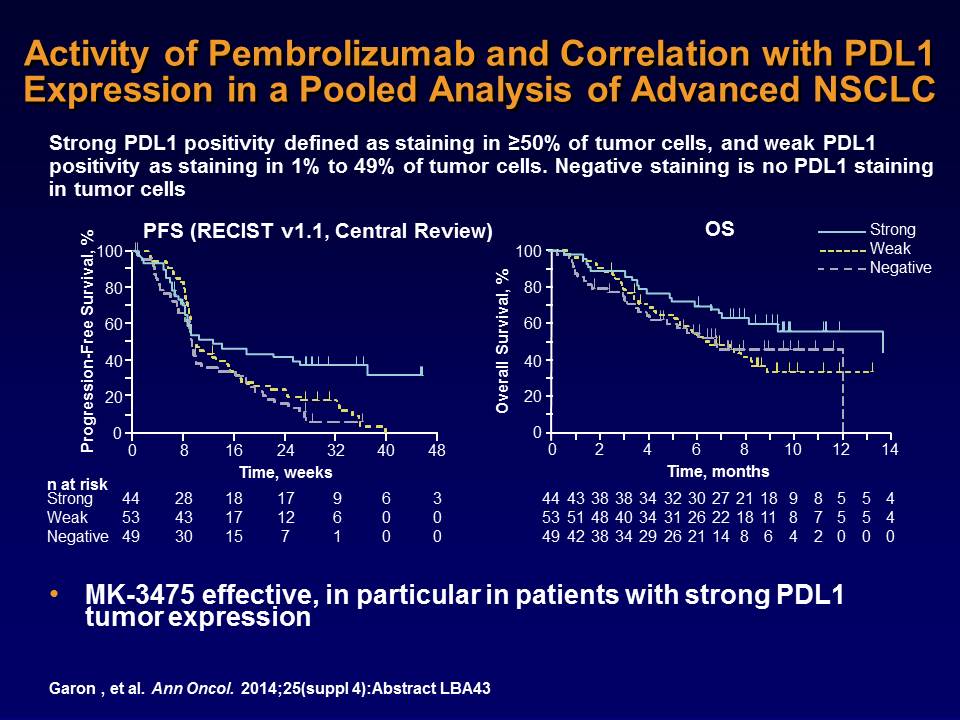 Activity of Pembrolizumab and Correlation with PDL1
Expression in a Pooled Analysis of Advanced NSCLC
Strong PDL1 positivity defined as staining in ≥50% of tumor cells, and weak PDL1
positivity as staining in 1% to 49% of tumor cells. Negative staining is no PDL1 staining
in tumor cells
PFS (RECIST v1.1, Central Review)
Progression-Free Survival, %
100
80
60
40
20
0
0 8 16 24 32 40 48
Time, weeks
n at risk
Strong 44 28 18 17 9 6 3
Weak 53 43 17 12 6 0 0
Negative 49 30 15 7 1 0 0
OS
Strong
Weak
Negative
Overall Survival, %
100
80
60
40
20
0
0 2 4 6 8 10 12 14
Time, months
44 43 38 38 34 32 30 27 21 18 9 8 5 5 4
53 51 48 40 34 31 26 22 18 11 8 7 5 5 4
49 42 38 34 29 26 21 14 8 6 4 2 0 0 0
• MK-3475 effective, in particular in patients with strong PDL1
tumor expression
Garon , et al. Ann Oncol. 2014;25(suppl 4):Abstract LBA43